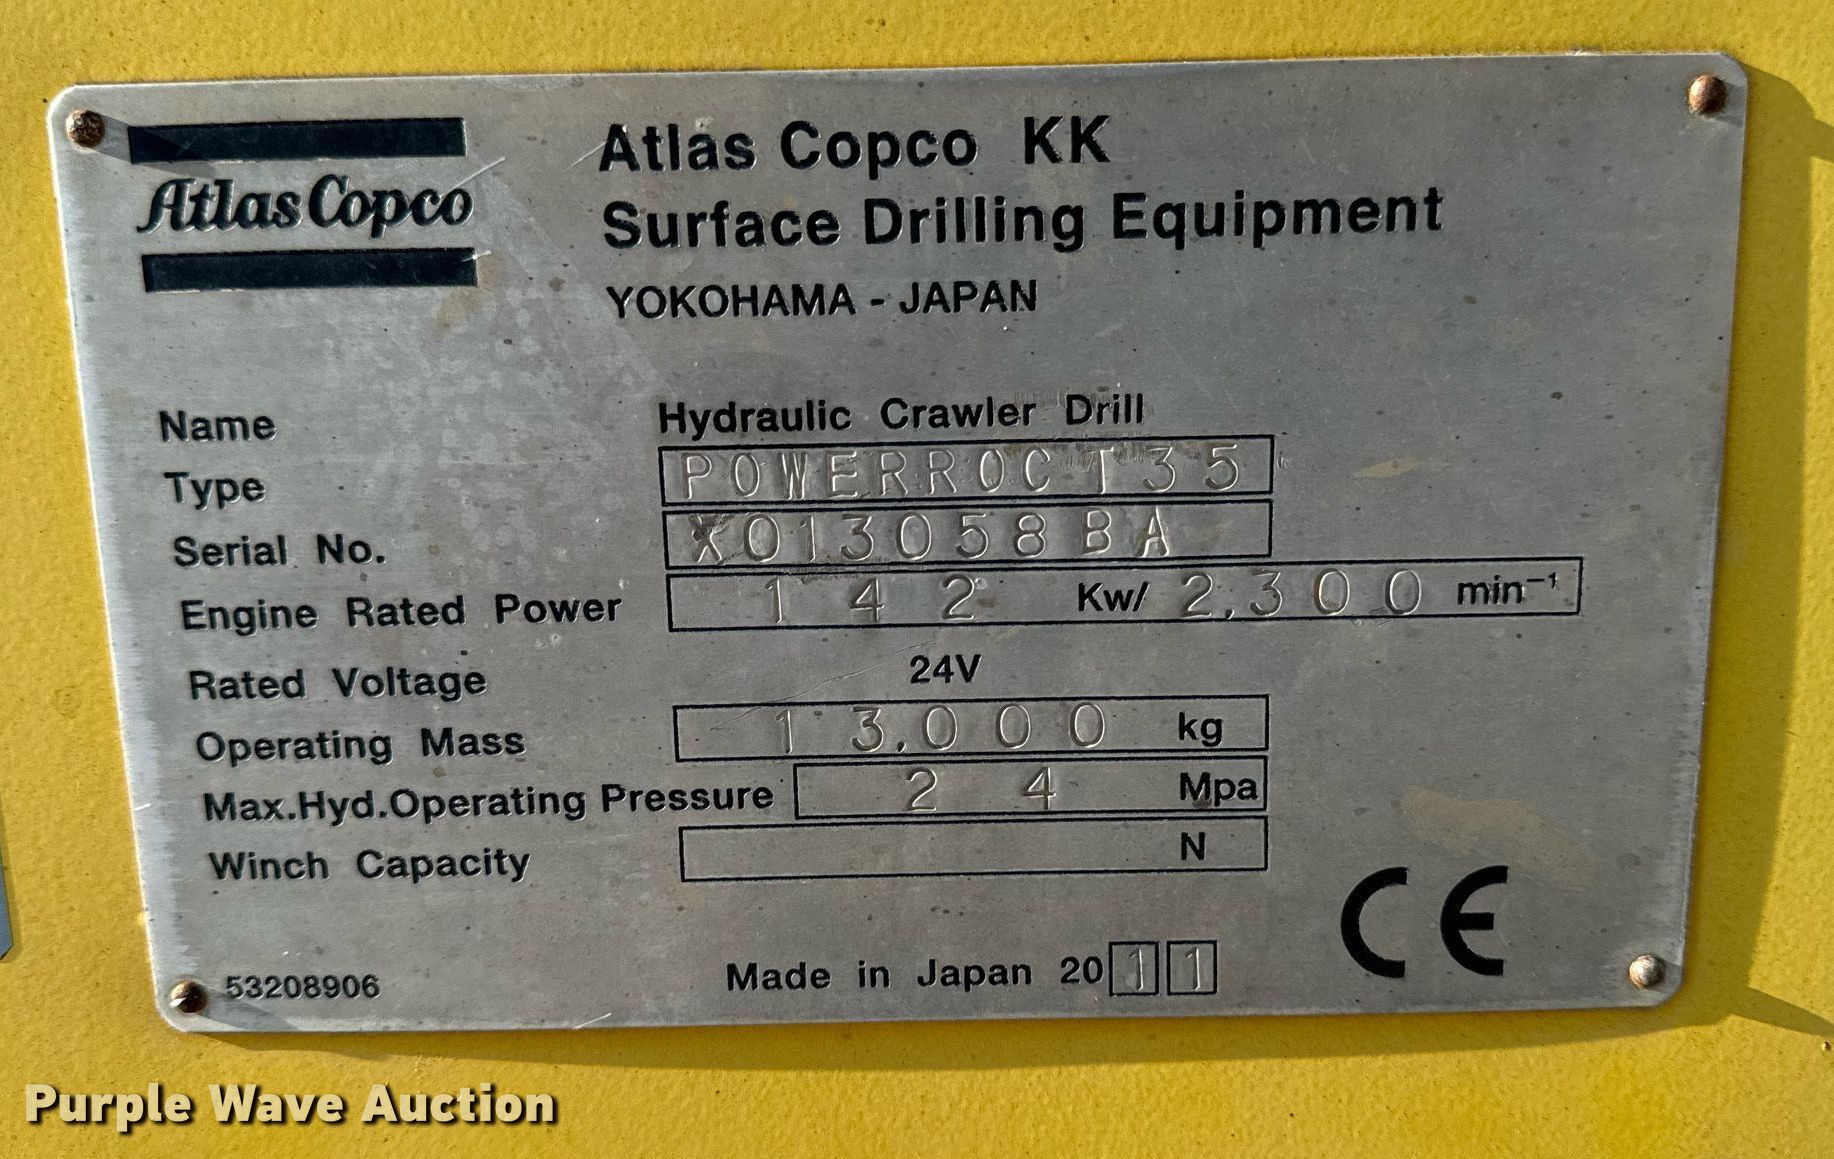 Atlas Copco
Atlas Copco KK
Surface Drilling Equipment
YOKOHAMA - JAPAN
Name Hydraulic Crawler Drill
Type POWERROC T35
Serial No. X013058BA
Engine Rated Power 142 Kw/ 2,300 min⁻¹
Rated Voltage 24V
Operating Mass 13,000 kg
Max.Hyd.Operating Pressure 24 Mpa
Winch Capacity N
CE
53208906 Made in Japan 2011
Purple Wave Auction